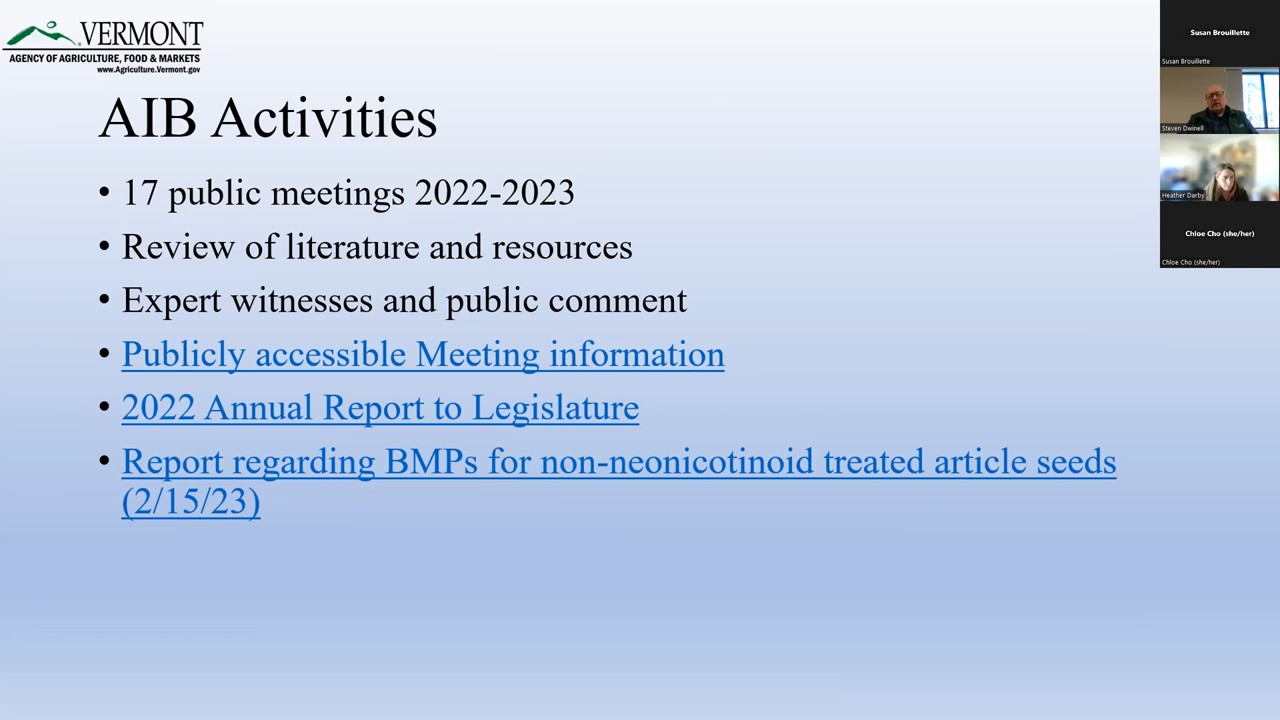 VERMONT
AGENCY OF AGRICULTURE, FOOD & MARKETS
www.Agriculture.Vermont.gov
AIB Activities
• 17 public meetings 2022-2023
• Review of literature and resources
• Expert witnesses and public comment
• Publicly accessible Meeting information
• 2022 Annual Report to Legislature
• Report regarding BMPs for non-neonicotinoid treated article seeds
(2/15/23)
Susan Brouillette
Susan Brouillette
Steven Dwinell
Heather Darby
Chloe Cho (she/her)
Chloe Cho (she/her)